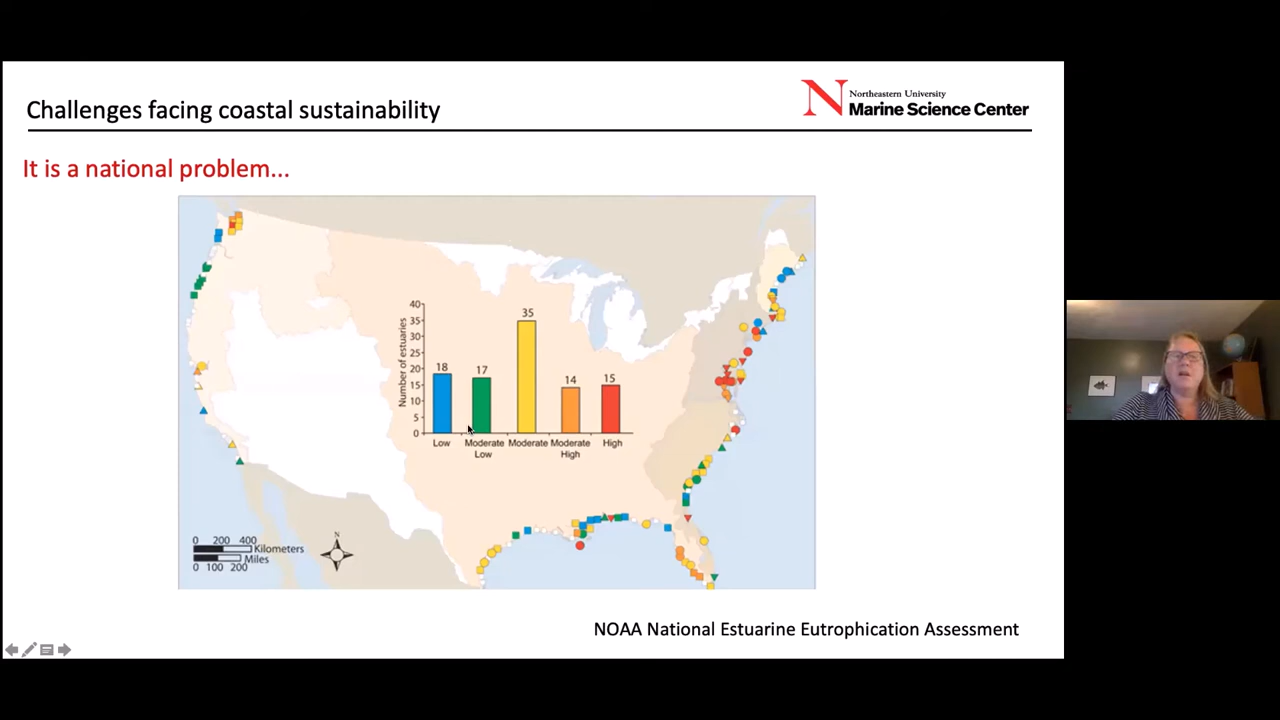 Challenges facing coastal sustainability
Northeastern University
Marine Science Center
It is a national problem...
Number of estuaries
40
35
30
25
20
15
10
5
0
18
17
35
14
15
Low
Moderate
Low
Moderate
Moderate
High
High
0 200 400
Kilometers
Miles
0 100 200
N
NOAA National Estuarine Eutrophication Assessment